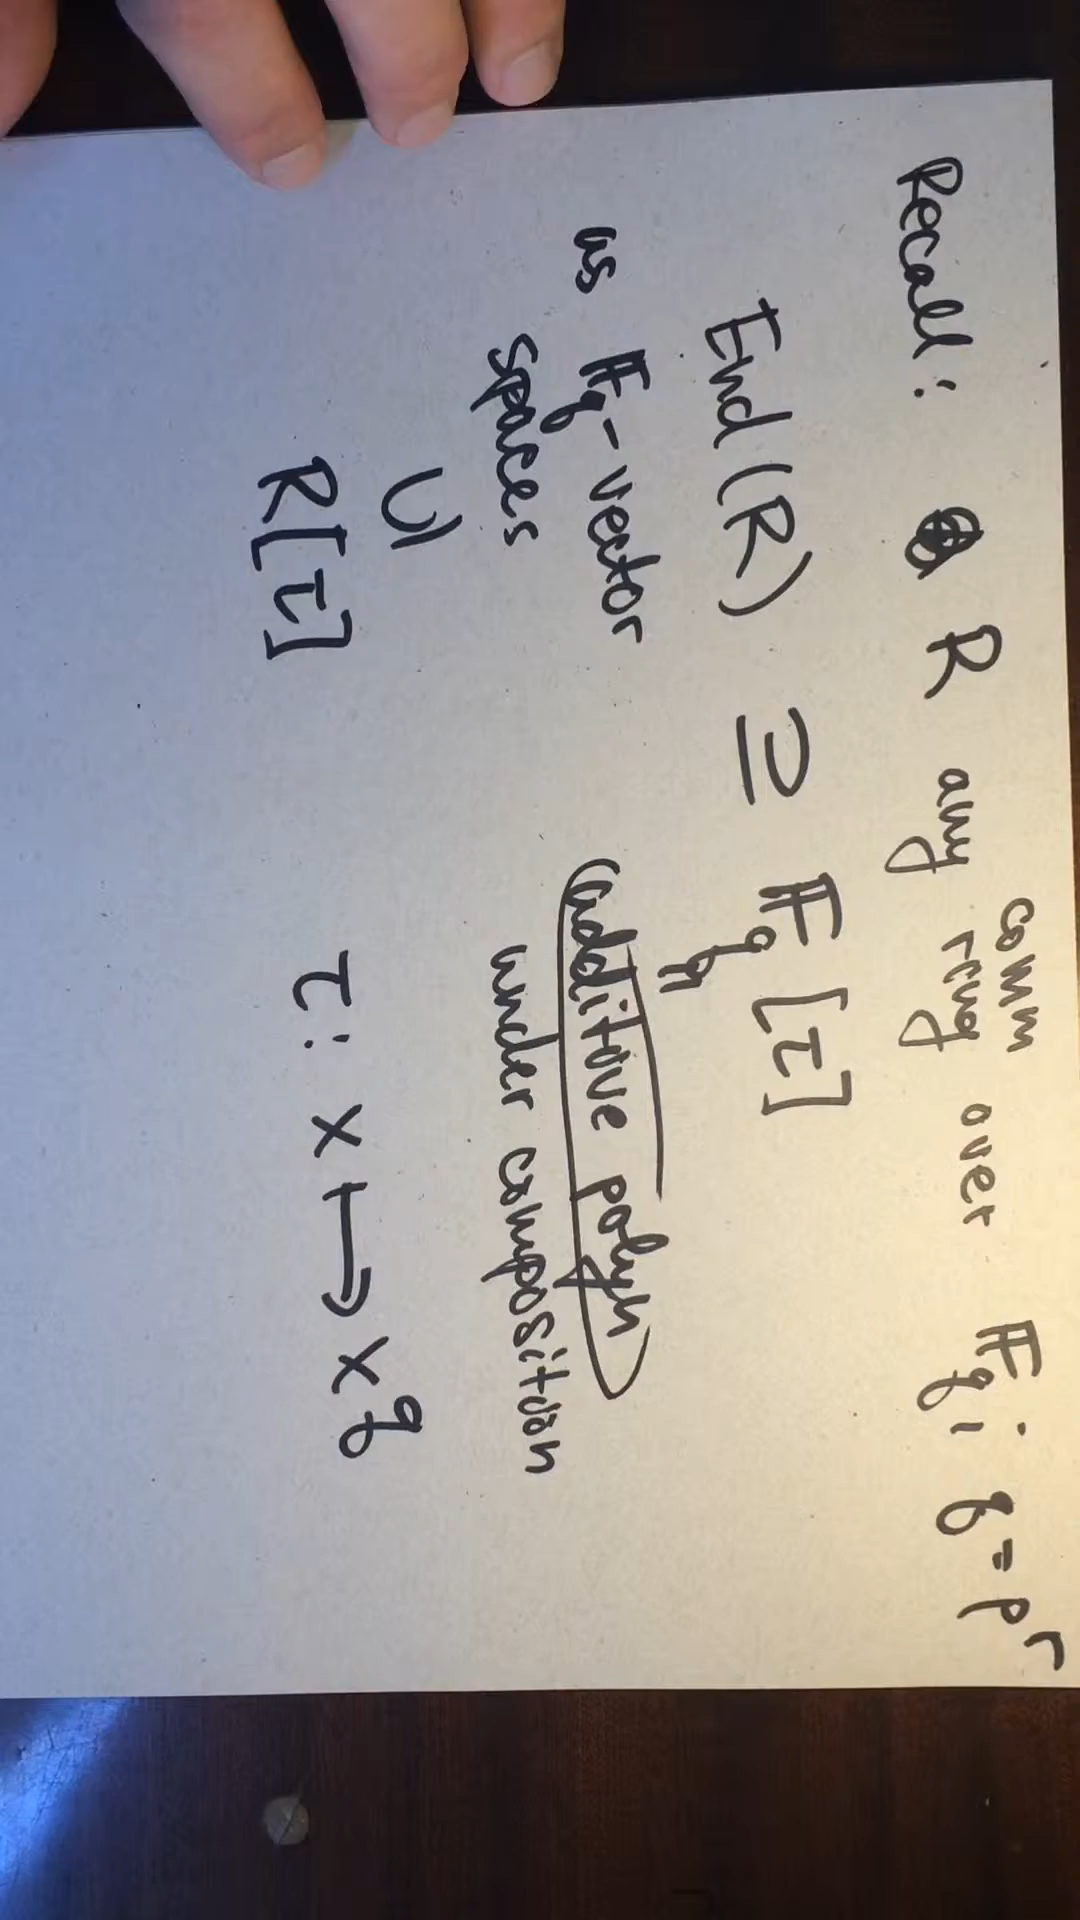 Recall: R any comm ring over 𝔽_q; q = p^r
End(R) ⊇ 𝔽_q[τ]
as 𝔽_q-vector spaces
(additive polyn)
under composition
∪|
R[τ]
τ: x ⟼ x^q